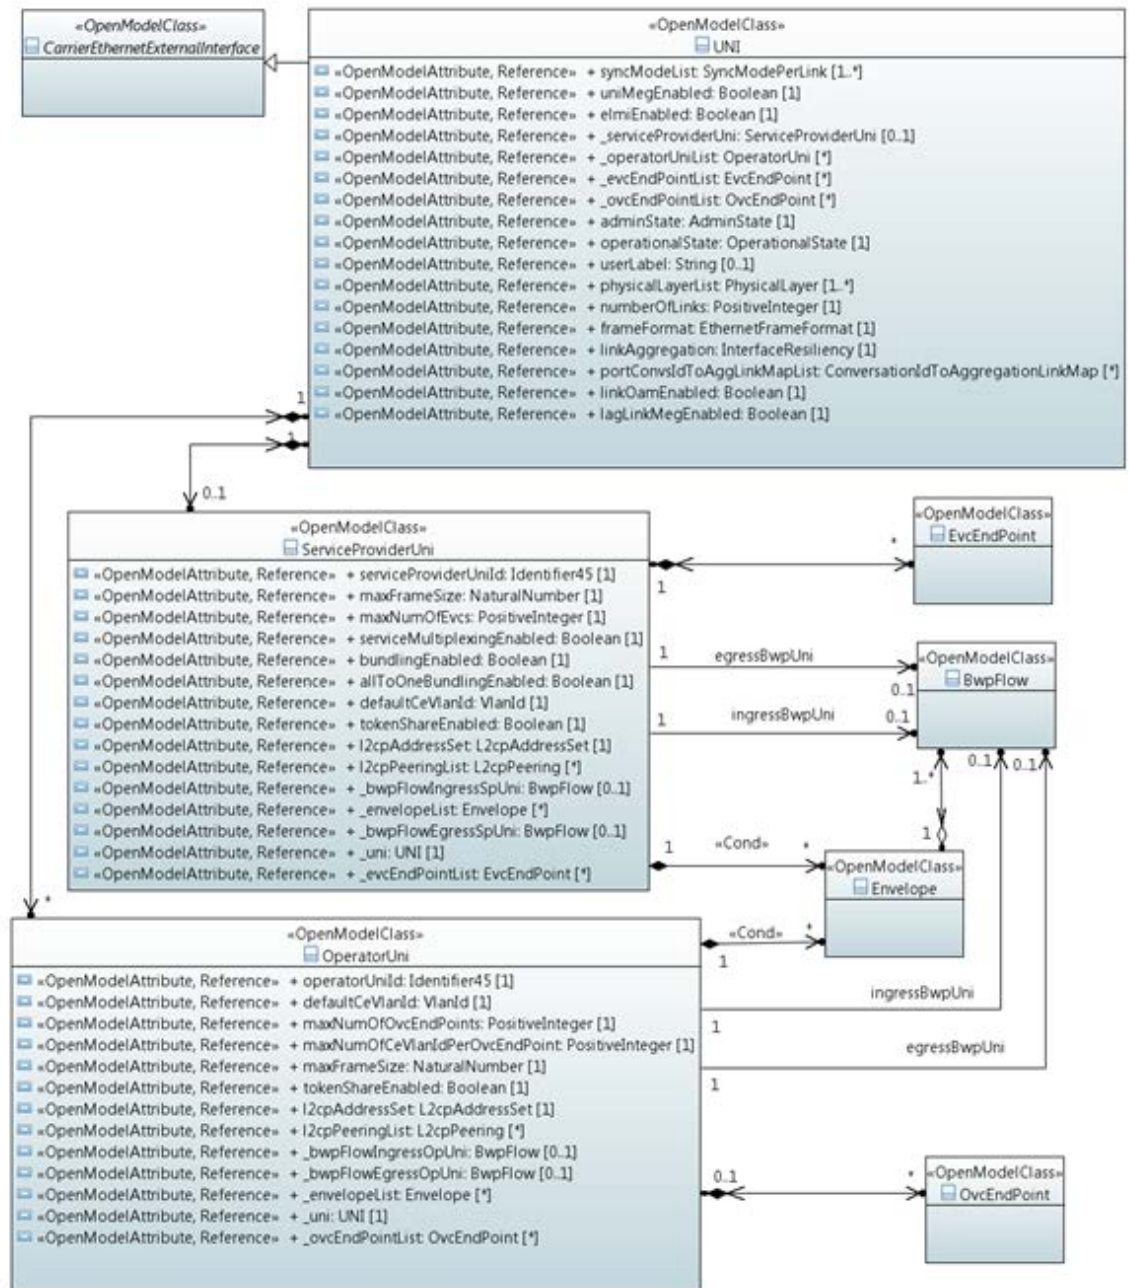 «OpenModelClass»
CarrierEthernetExternalInterface
«OpenModelClass»
UNI
«OpenModelAttribute, Reference» + syncModeList: SyncModePerLink [1..*]
«OpenModelAttribute, Reference» + uniMegEnabled: Boolean [1]
«OpenModelAttribute, Reference» + elmiEnabled: Boolean [1]
«OpenModelAttribute, Reference» + _serviceProviderUni: ServiceProviderUni [0..1]
«OpenModelAttribute, Reference» + _operatorUniList: OperatorUni [*]
«OpenModelAttribute, Reference» + _evcEndPointList: EvcEndPoint [*]
«OpenModelAttribute, Reference» + _ovcEndPointList: OvcEndPoint [*]
«OpenModelAttribute, Reference» + adminState: AdminState [1]
«OpenModelAttribute, Reference» + operationalState: OperationalState [1]
«OpenModelAttribute, Reference» + userLabel: String [0..1]
«OpenModelAttribute, Reference» + physicalLayerList: PhysicalLayer [1..*]
«OpenModelAttribute, Reference» + numberOfLinks: PositiveInteger [1]
«OpenModelAttribute, Reference» + frameFormat: EthernetFrameFormat [1]
«OpenModelAttribute, Reference» + linkAggregation: InterfaceResiliency [1]
«OpenModelAttribute, Reference» + portConvsIdToAggLinkMapList: ConversationIdToAggregationLinkMap [*]
«OpenModelAttribute, Reference» + linkOamEnabled: Boolean [1]
«OpenModelAttribute, Reference» + lagLinkMegEnabled: Boolean [1]
1
1
0..1
«OpenModelClass»
ServiceProviderUni
«OpenModelAttribute, Reference» + serviceProviderUniId: Identifier45 [1]
«OpenModelAttribute, Reference» + maxFrameSize: NaturalNumber [1]
«OpenModelAttribute, Reference» + maxNumOfEvcs: PositiveInteger [1]
«OpenModelAttribute, Reference» + serviceMultiplexingEnabled: Boolean [1]
«OpenModelAttribute, Reference» + bundlingEnabled: Boolean [1]
«OpenModelAttribute, Reference» + allToOneBundlingEnabled: Boolean [1]
«OpenModelAttribute, Reference» + defaultCeVlanId: VlanId [1]
«OpenModelAttribute, Reference» + tokenShareEnabled: Boolean [1]
«OpenModelAttribute, Reference» + l2cpAddressSet: L2cpAddressSet [1]
«OpenModelAttribute, Reference» + l2cpPeeringList: L2cpPeering [*]
«OpenModelAttribute, Reference» + _bwpFlowIngressSpUni: BwpFlow [0..1]
«OpenModelAttribute, Reference» + _envelopeList: Envelope [*]
«OpenModelAttribute, Reference» + _bwpFlowEgressSpUni: BwpFlow [0..1]
«OpenModelAttribute, Reference» + _uni: UNI [1]
«OpenModelAttribute, Reference» + _evcEndPointList: EvcEndPoint [*]
«OpenModelClass»
EvcEndPoint
*
1
1 egressBwpUni
0..1
1 ingressBwpUni 0..1
«OpenModelClass»
BwpFlow
1..* 0..1 0..1
1
1 «Cond» *
«OpenModelClass»
Envelope
*
«OpenModelClass»
OperatorUni
«OpenModelAttribute, Reference» + operatorUniId: Identifier45 [1]
«OpenModelAttribute, Reference» + defaultCeVlanId: VlanId [1]
«OpenModelAttribute, Reference» + maxNumOfOvcEndPoints: PositiveInteger [1]
«OpenModelAttribute, Reference» + maxNumOfCeVlanIdPerOvcEndPoint: PositiveInteger [1]
«OpenModelAttribute, Reference» + maxFrameSize: NaturalNumber [1]
«OpenModelAttribute, Reference» + tokenShareEnabled: Boolean [1]
«OpenModelAttribute, Reference» + l2cpAddressSet: L2cpAddressSet [1]
«OpenModelAttribute, Reference» + l2cpPeeringList: L2cpPeering [*]
«OpenModelAttribute, Reference» + _bwpFlowIngressOpUni: BwpFlow [0..1]
«OpenModelAttribute, Reference» + _bwpFlowEgressOpUni: BwpFlow [0..1]
«OpenModelAttribute, Reference» + _envelopeList: Envelope [*]
«OpenModelAttribute, Reference» + _uni: UNI [1]
«OpenModelAttribute, Reference» + _ovcEndPointList: OvcEndPoint [*]
«Cond» *
1
ingressBwpUni
1
egressBwpUni
1
0..1 *
«OpenModelClass»
OvcEndPoint